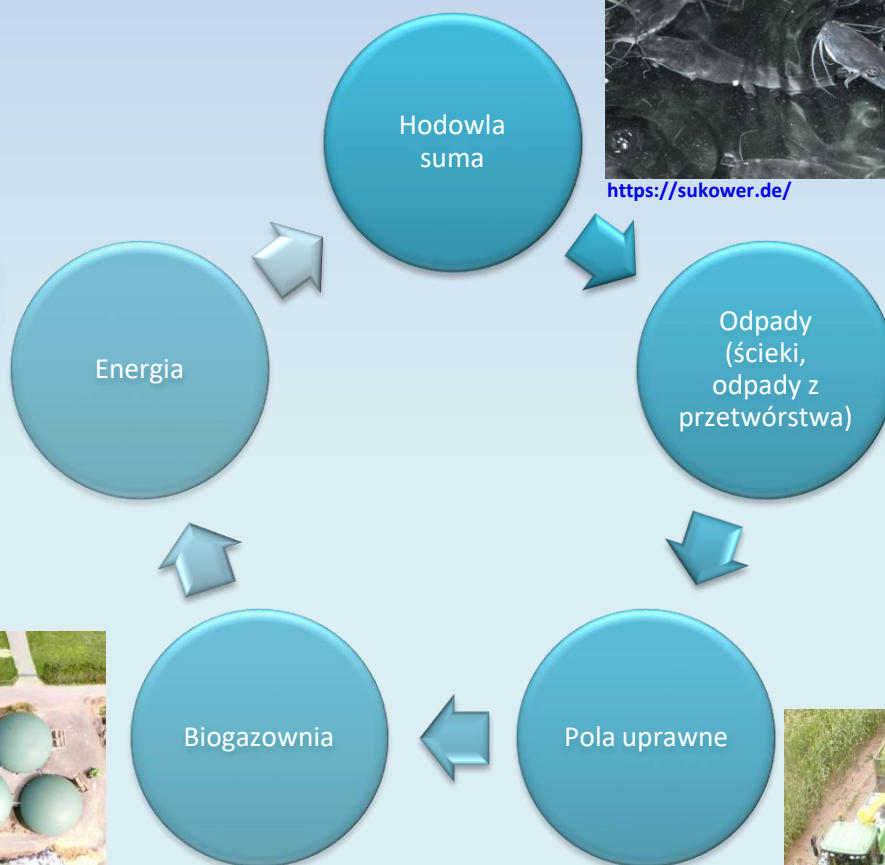 Hodowla
suma
https://sukower.de/
Odpady
(ścieki,
odpady z
przetwórstwa)
Energia
Biogazownia
Pola uprawne